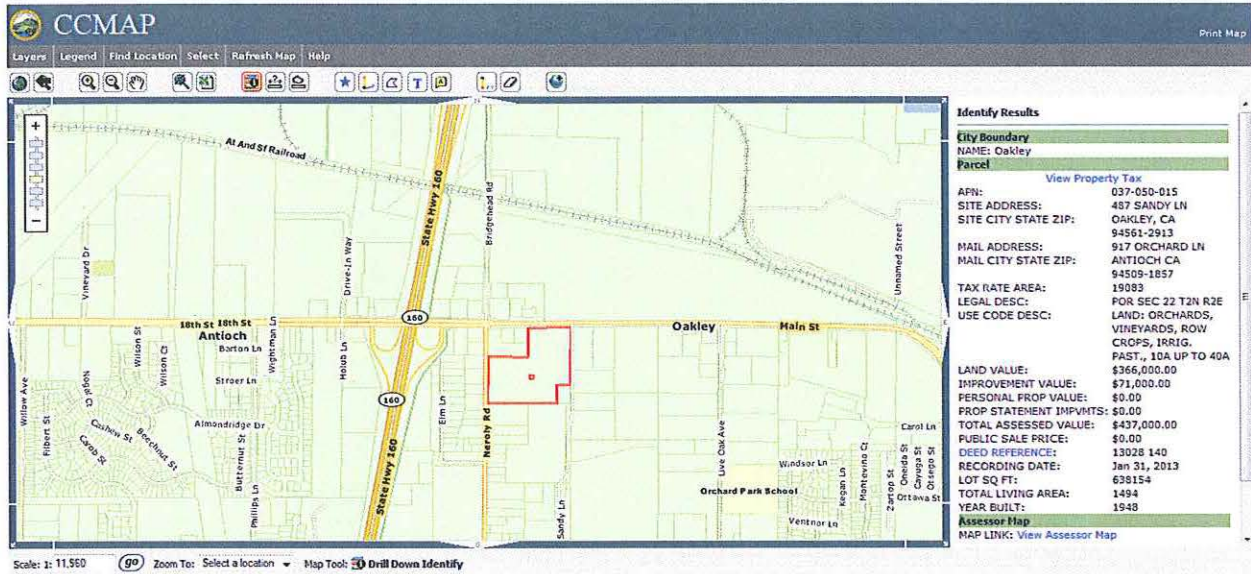 CCMAP
Print Map
Layers Legend Find Location Select Refresh Map Help
At And Sf Railroad
State Hwy 160
Bridgehead Rd
Vineyard Dr
Drive-In Way
Unnamed Street
160
18th St 18th St
Antioch
Oakley
Main St
Wilson St
Wilson Ct
Barton Ln
Wightman Ln
Holub Ln
Stroer Ln
Nogal Ct
Willow Ave
Filbert St
Cashew St
Carob St
Beechnut St
Almondridge Dr
Butternut St
Phillips Ln
160
State Hwy 160
Elm Ln
Neroly Rd
Sandy Ln
Live Oak Ave
Carol Ln
Windsor Ln
Orchard Park School
Kegan Ln
Montevino Ct
Zartop St
Oneida St
Cayuga St
Otsego St
Ottawa St
Ventnor Ln
Identify Results
City Boundary
NAME: Oakley
Parcel
View Property Tax
APN: 037-050-015
SITE ADDRESS: 487 SANDY LN
SITE CITY STATE ZIP: OAKLEY, CA
94561-2913
MAIL ADDRESS: 917 ORCHARD LN
MAIL CITY STATE ZIP: ANTIOCH CA
94509-1857
TAX RATE AREA: 19083
LEGAL DESC: POR SEC 22 T2N R2E
USE CODE DESC: LAND: ORCHARDS,
VINEYARDS, ROW
CROPS, IRRIG.
PAST., 10A UP TO 40A
LAND VALUE: $366,000.00
IMPROVEMENT VALUE: $71,000.00
PERSONAL PROP VALUE: $0.00
PROP STATEMENT IMPVMTS: $0.00
TOTAL ASSESSED VALUE: $437,000.00
PUBLIC SALE PRICE: $0.00
DEED REFERENCE: 13028 140
RECORDING DATE: Jan 31, 2013
LOT SQ FT: 638154
TOTAL LIVING AREA: 1494
YEAR BUILT: 1948
Assessor Map
MAP LINK: View Assessor Map
Scale: 1: 11,560 go Zoom To: Select a location Map Tool: Drill Down Identify